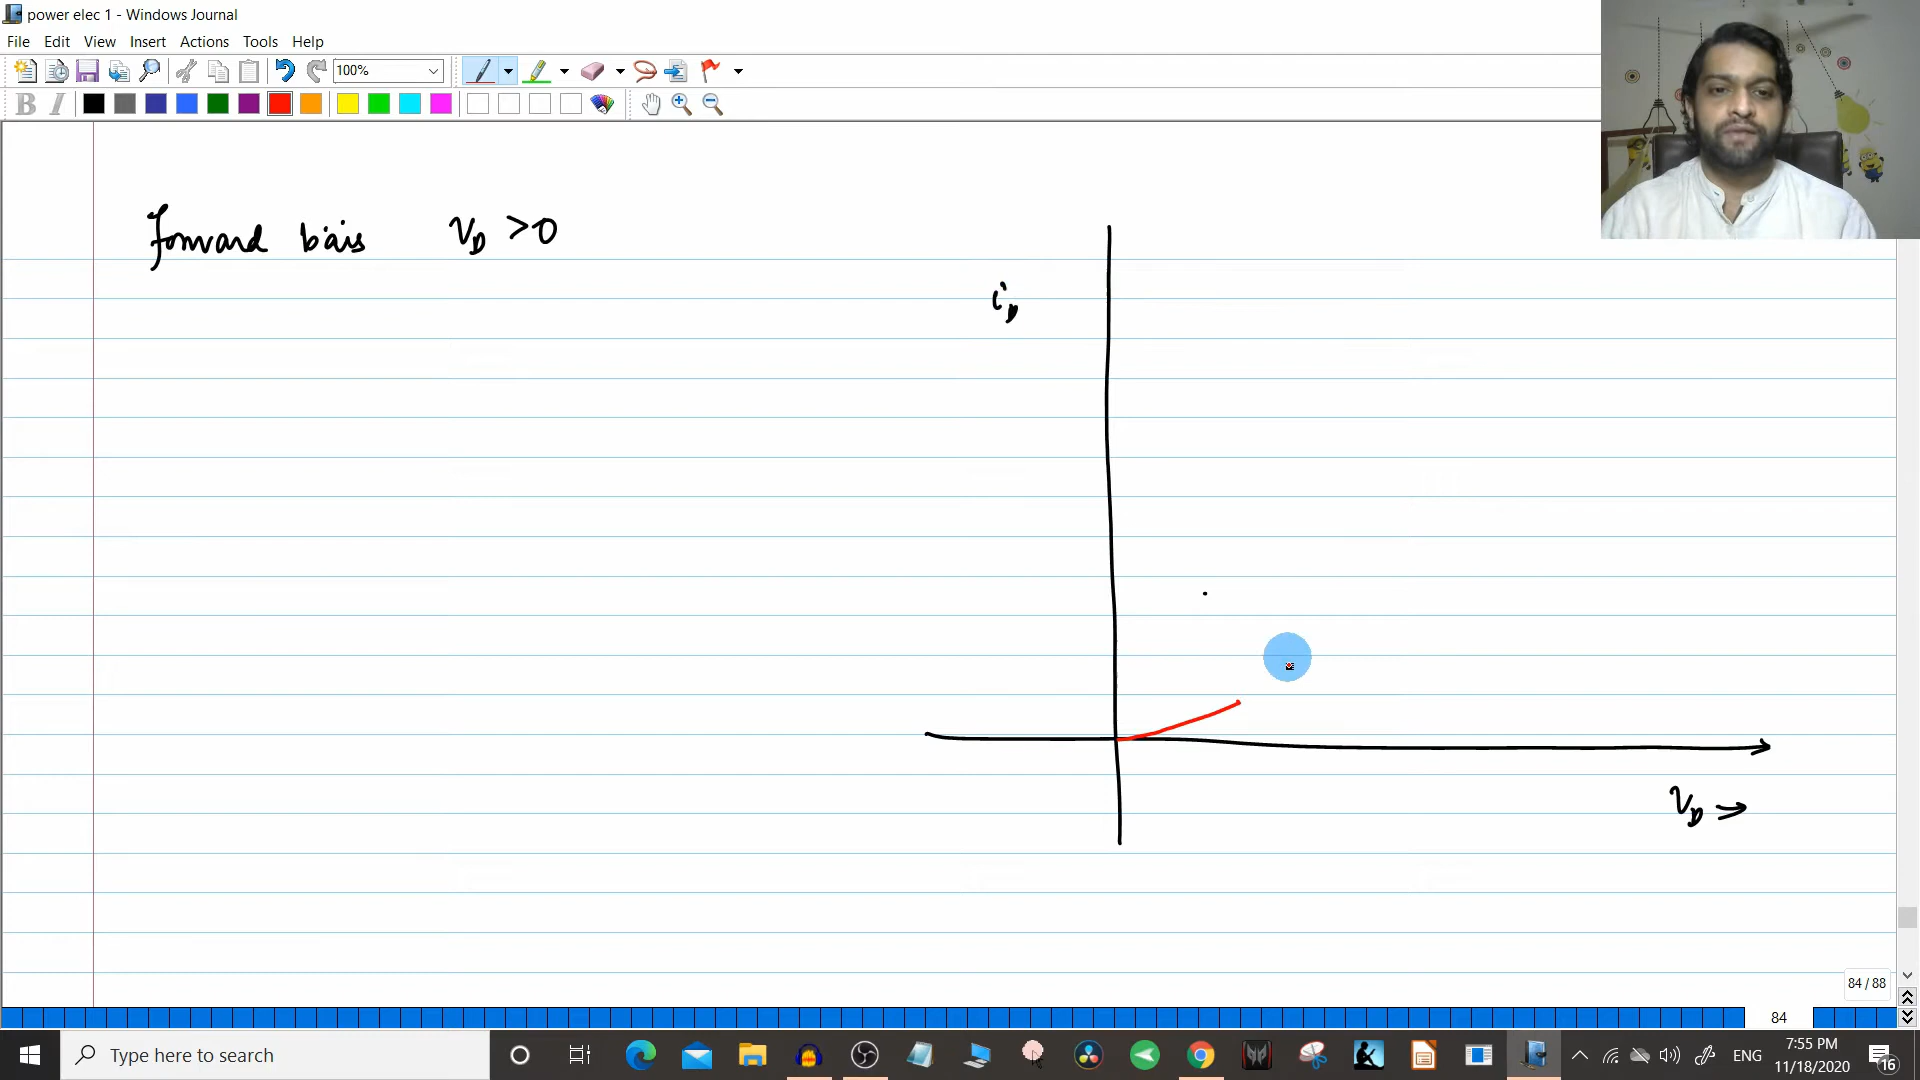 power elec 1 - Windows Journal
File Edit View Insert Actions Tools Help
100%
B I
forward bais V_D >0
i_D
V_D ⇒
84 / 88
84
Type here to search
ENG
7:55 PM
11/18/2020
16